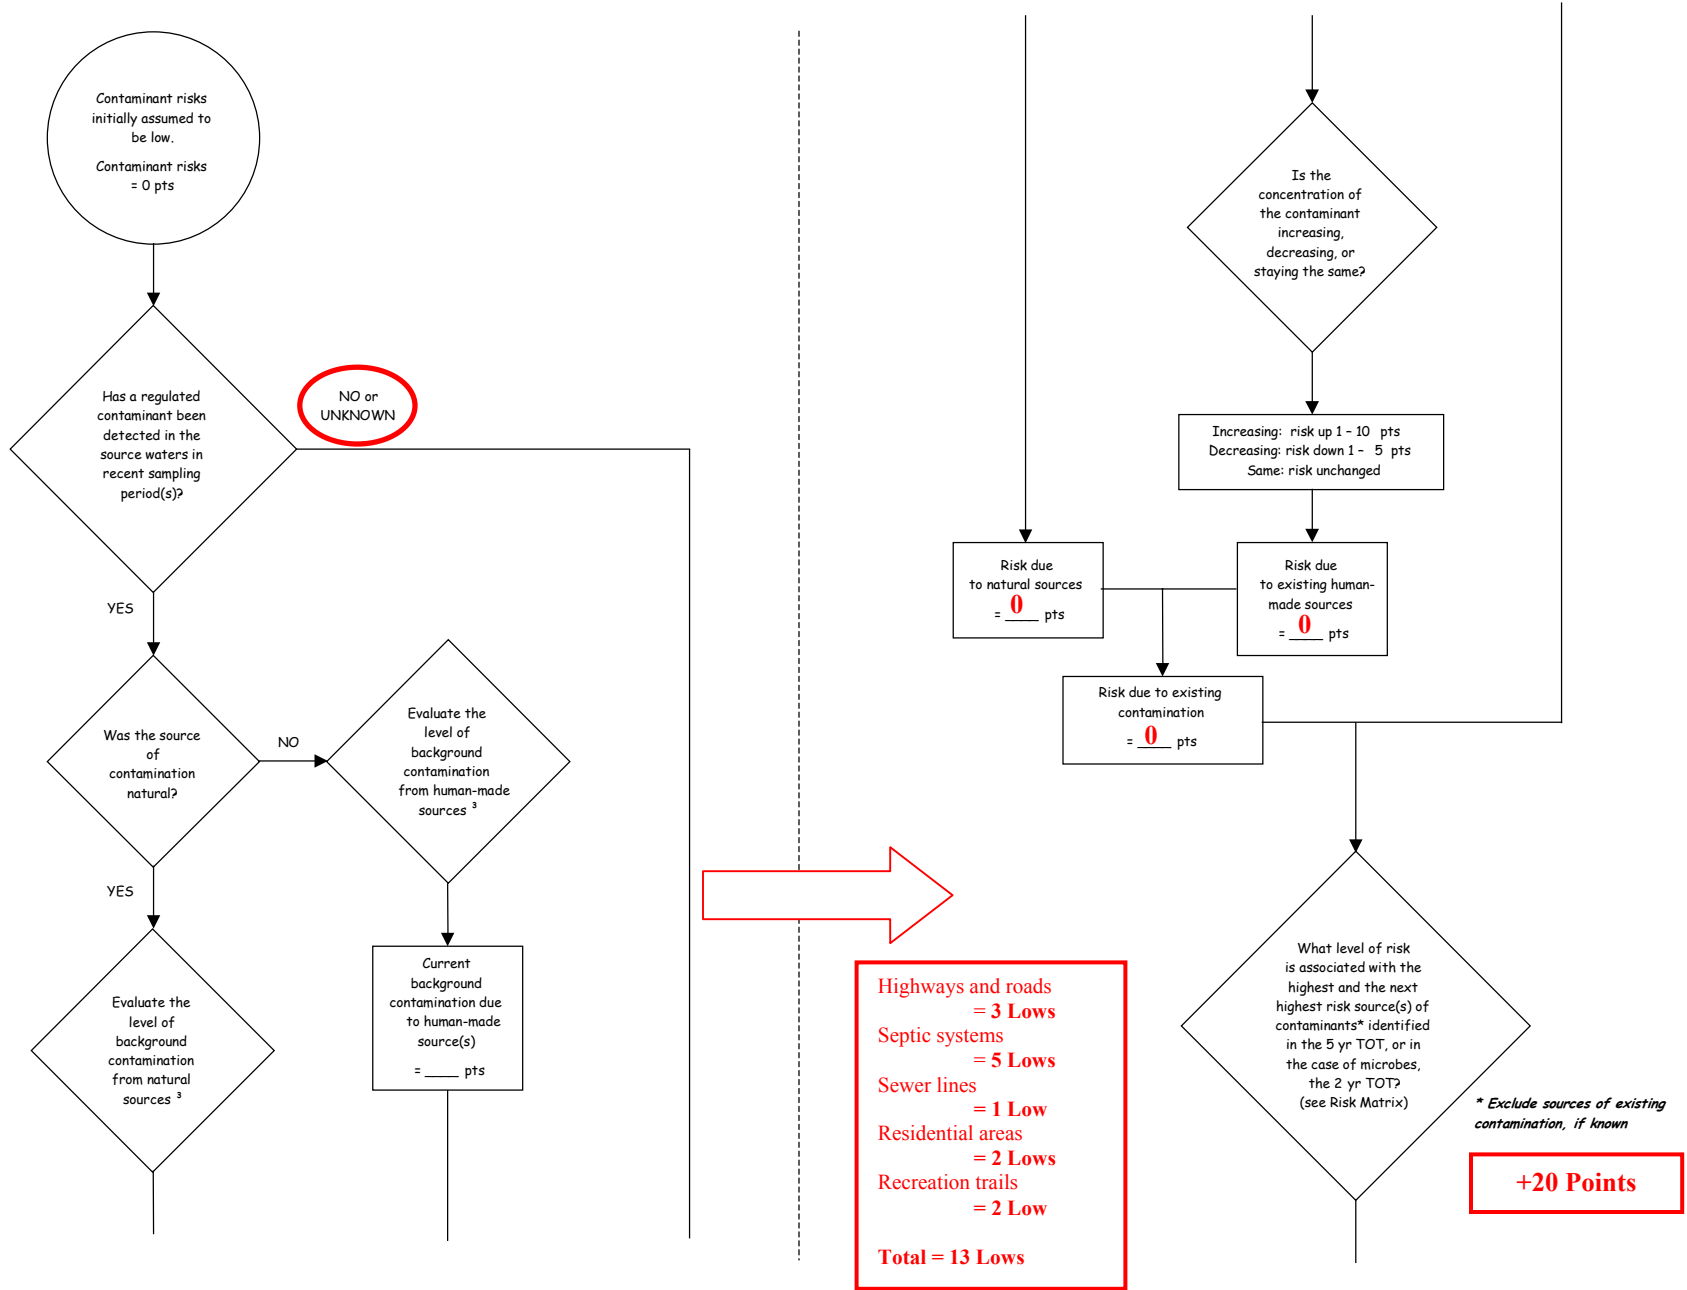 Contaminant risks
initially assumed to
be low.
Contaminant risks
= 0 pts
Has a regulated
contaminant been
detected in the
source waters in
recent sampling
period(s)?
NO or
UNKNOWN
YES
Was the source
of
contamination
natural?
NO
Evaluate the
level of
background
contamination
from human-made
sources ³
YES
Evaluate the
level of
background
contamination
from natural
sources ³
Current
background
contamination due
to human-made
source(s)
= ____ pts
Is the
concentration of
the contaminant
increasing,
decreasing, or
staying the same?
Increasing: risk up 1 – 10 pts
Decreasing: risk down 1 – 5 pts
Same: risk unchanged
Risk due
to natural sources
= 0 pts
Risk due
to existing human-
made sources
= 0 pts
Risk due to existing
contamination
= 0 pts
Highways and roads
= 3 Lows
Septic systems
= 5 Lows
Sewer lines
= 1 Low
Residential areas
= 2 Lows
Recreation trails
= 2 Low
Total = 13 Lows
What level of risk
is associated with the
highest and the next
highest risk source(s) of
contaminants* identified
in the 5 yr TOT, or in
the case of microbes,
the 2 yr TOT?
(see Risk Matrix)
* Exclude sources of existing
contamination, if known
+20 Points